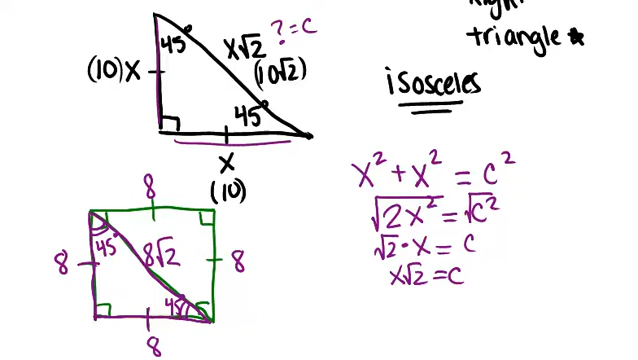 right
triangle
45°
x√2 ? = C
(10)x
(10√2)
45°
isosceles
x
(10)
x² + x² = C²
√2x² = √C²
√2 • x = C
x√2 = C
8
45°
8√2
8
8
45
8